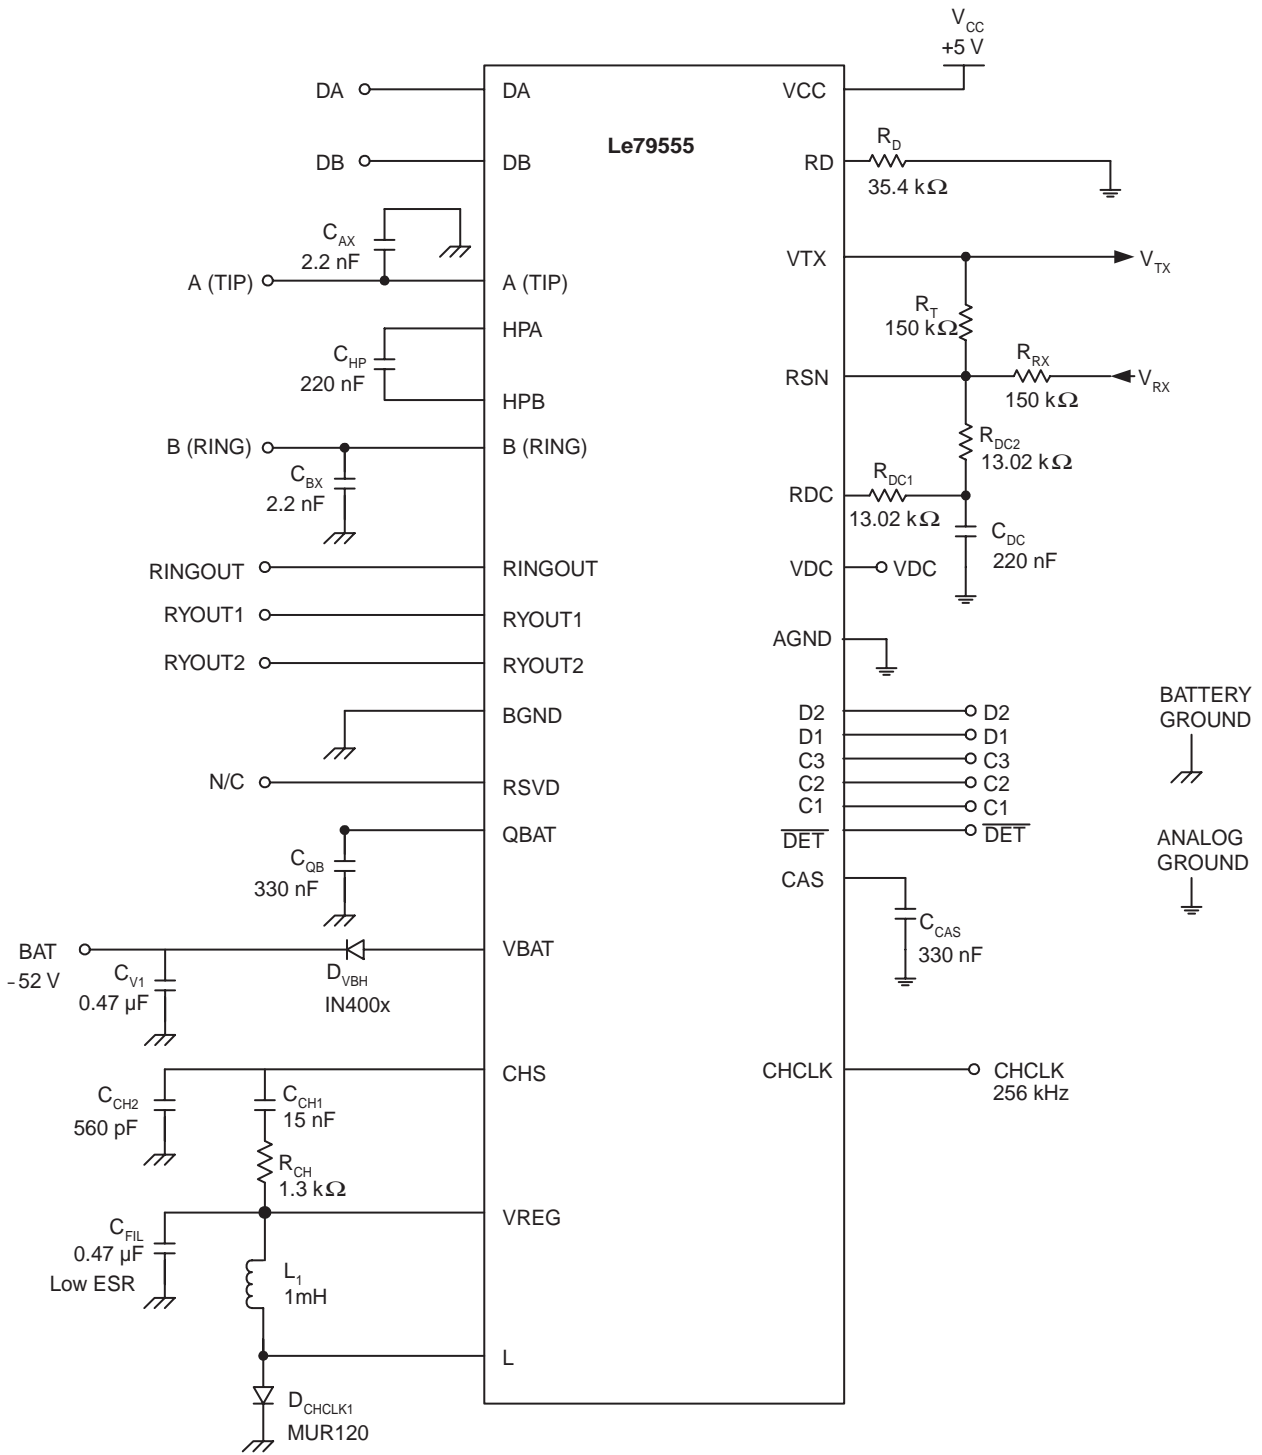 V_CC
+5 V
DA
DA
VCC
Le79555
R_D
35.4 kΩ
DB
DB
RD
C_AX
2.2 nF
A (TIP)
A (TIP)
VTX
V_TX
R_T
150 kΩ
HPA
C_HP
220 nF
HPB
RSN
R_RX
150 kΩ
V_RX
B (RING)
B (RING)
C_BX
2.2 nF
R_DC2
13.02 kΩ
RDC
R_DC1
13.02 kΩ
C_DC
220 nF
RINGOUT
RINGOUT
VDC
VDC
RYOUT1
RYOUT1
AGND
RYOUT2
RYOUT2
BGND
D2
D2
D1
D1
C3
C3
C2
C2
C1
C1
DET
DET
BATTERY
GROUND
N/C
RSVD
QBAT
C_QB
330 nF
CAS
C_CAS
330 nF
ANALOG
GROUND
BAT
-52 V
C_V1
0.47 µF
D_VBH
IN400x
VBAT
CHS
C_CH2
560 pF
C_CH1
15 nF
CHCLK
CHCLK
256 kHz
R_CH
1.3 kΩ
C_FIL
0.47 µF
Low ESR
VREG
L_1
1mH
L
D_CHCLK1
MUR120